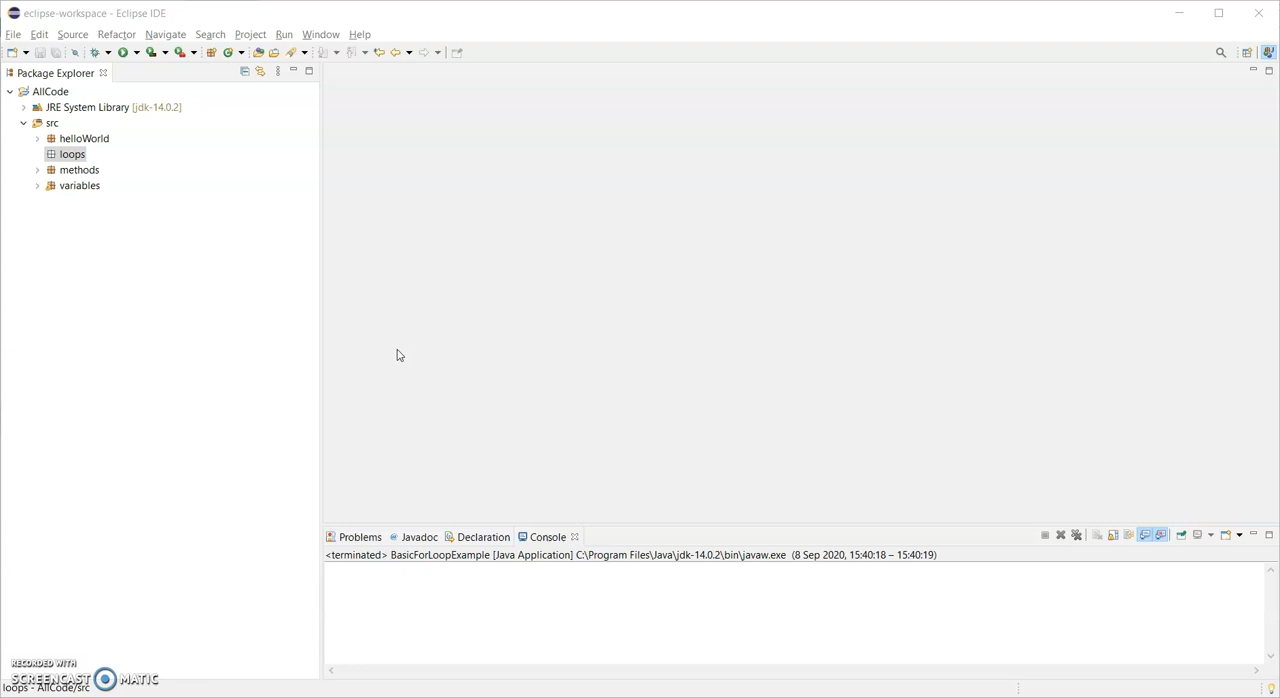 eclipse-workspace - Eclipse IDE
File Edit Source Refactor Navigate Search Project Run Window Help
Package Explorer
AllCode
JRE System Library [jdk-14.0.2]
src
helloWorld
loops
methods
variables
Problems Javadoc Declaration Console
<terminated> BasicForLoopExample [Java Application] C:\Program Files\Java\jdk-14.0.2\bin\javaw.exe (8 Sep 2020, 15:40:18 – 15:40:19)
RECORDED WITH
SCREENCAST MATIC
loops - AllCode/src